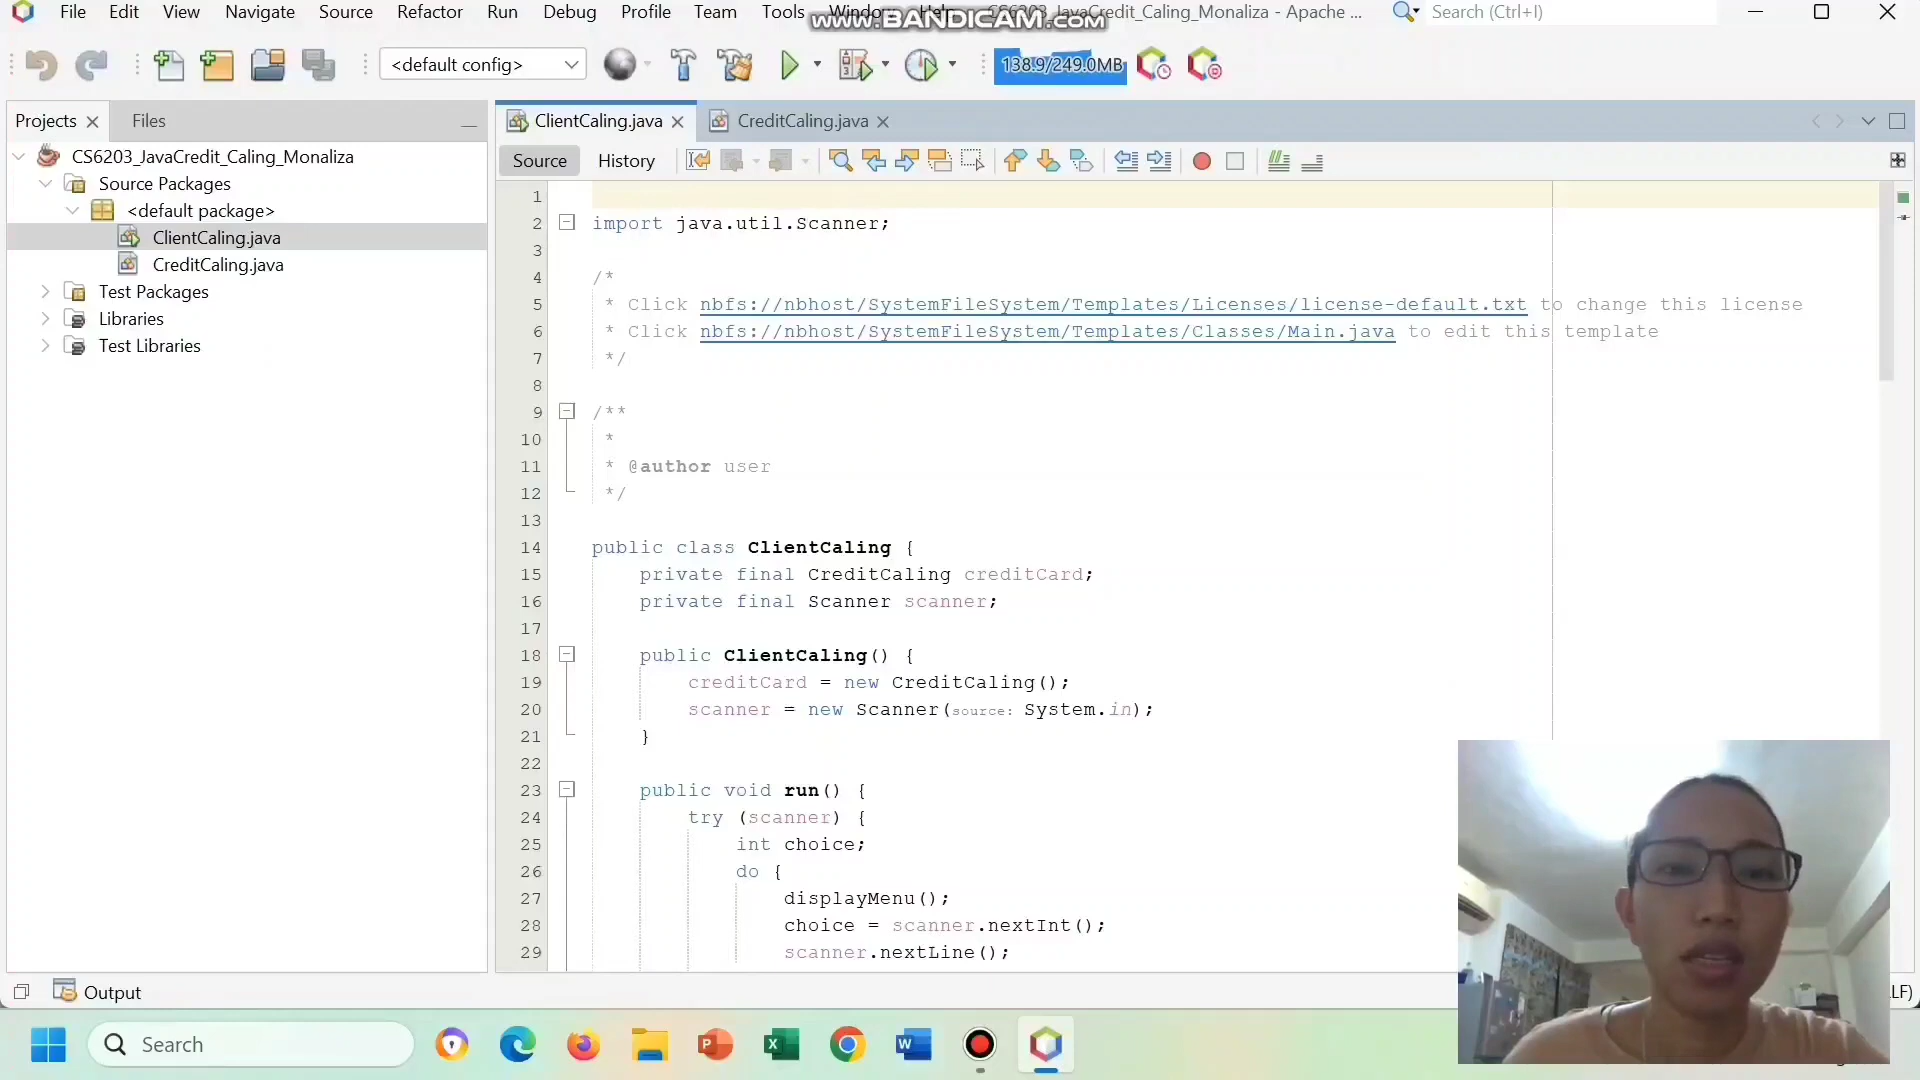 File Edit View Navigate Source Refactor Run Debug Profile Team Tools Window Help CS6203_JavaCredit_Caling_Monaliza - Apache ... Search (Ctrl+I)
www.BANDICAM.com
<default config> 138.9/249.0MB
Projects Files
ClientCaling.java CreditCaling.java
Source History
CS6203_JavaCredit_Caling_Monaliza
Source Packages
<default package>
ClientCaling.java
CreditCaling.java
Test Packages
Libraries
Test Libraries
1
2 import java.util.Scanner;
3
4 /*
5 * Click nbfs://nbhost/SystemFileSystem/Templates/Licenses/license-default.txt to change this license
6 * Click nbfs://nbhost/SystemFileSystem/Templates/Classes/Main.java to edit this template
7 */
8
9 /**
10 *
11 * @author user
12 */
13
14 public class ClientCaling {
15 private final CreditCaling creditCard;
16 private final Scanner scanner;
17
18 public ClientCaling() {
19 creditCard = new CreditCaling();
20 scanner = new Scanner(source: System.in);
21 }
22
23 public void run() {
24 try (scanner) {
25 int choice;
26 do {
27 displayMenu();
28 choice = scanner.nextInt();
29 scanner.nextLine();
Output
LF)
Search